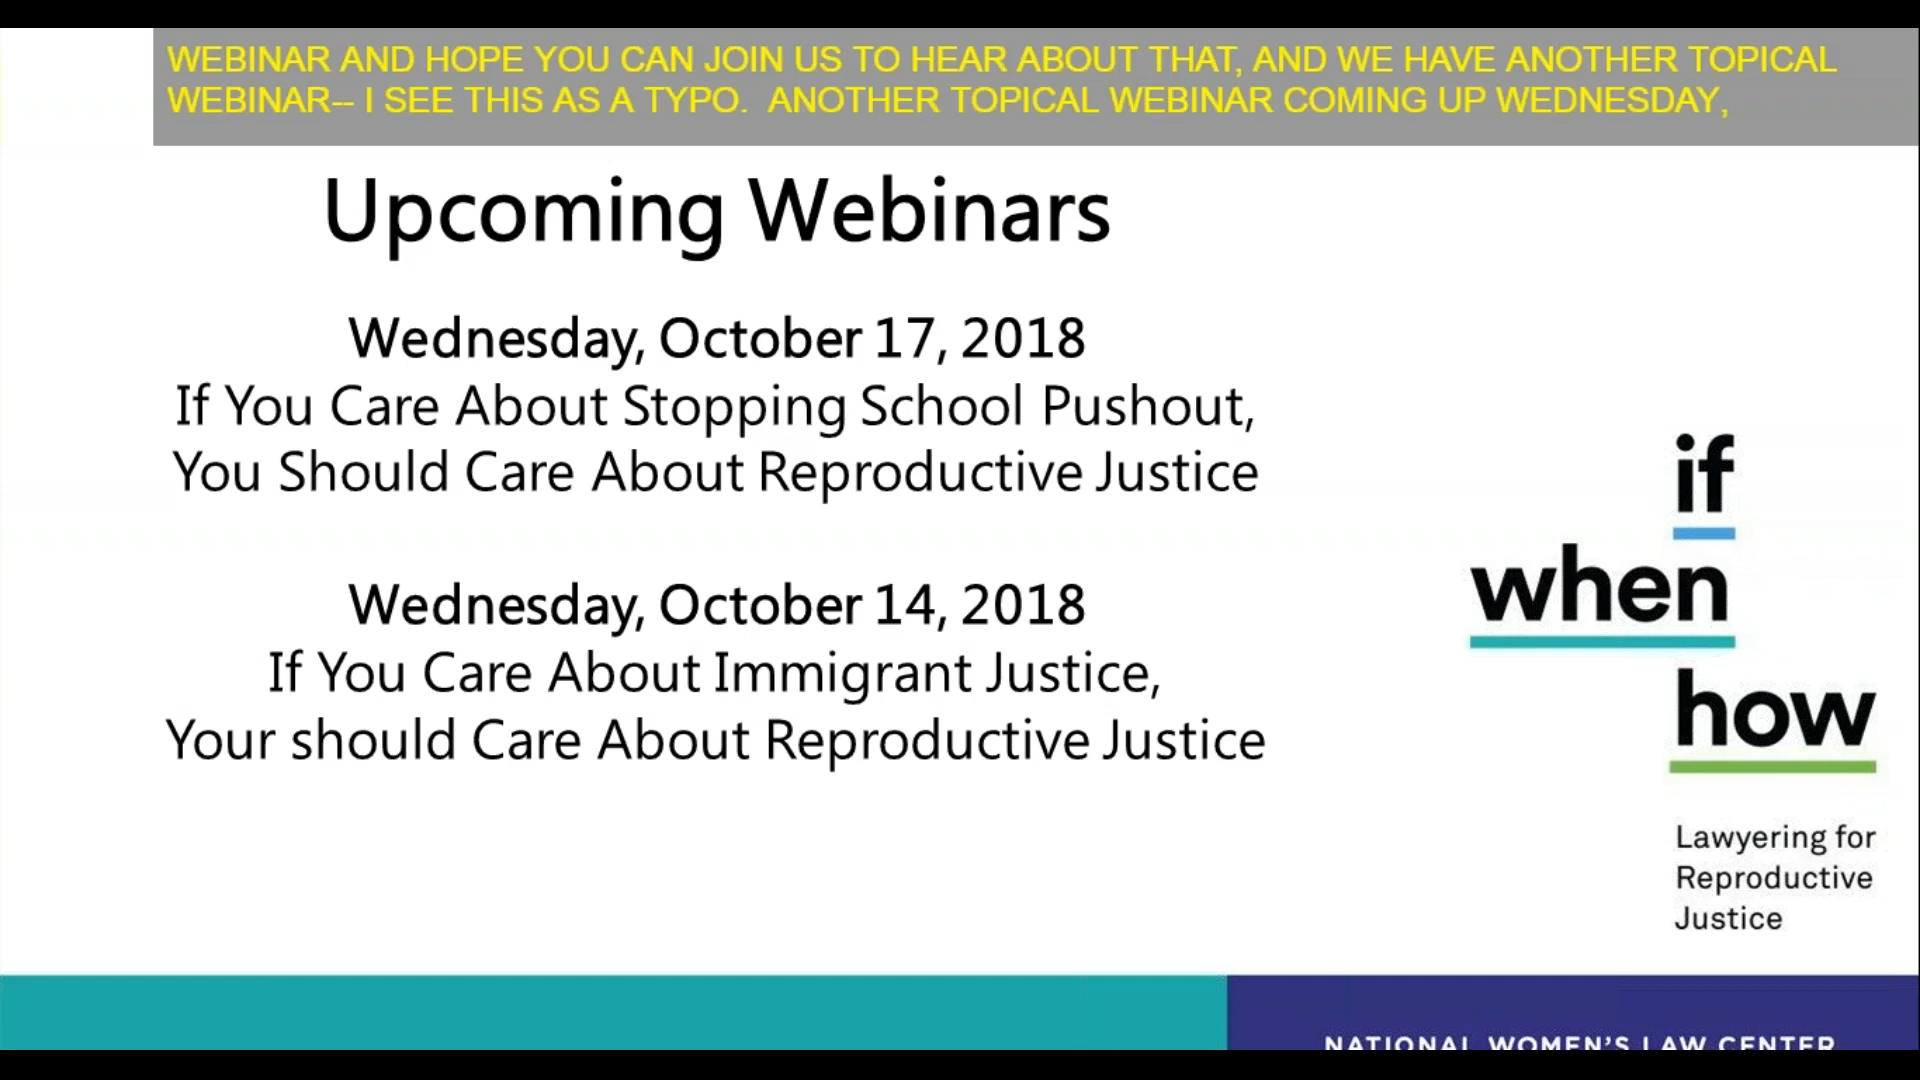 WEBINAR AND HOPE YOU CAN JOIN US TO HEAR ABOUT THAT, AND WE HAVE ANOTHER TOPICAL
WEBINAR-- I SEE THIS AS A TYPO.  ANOTHER TOPICAL WEBINAR COMING UP WEDNESDAY,
Upcoming Webinars
Wednesday, October 17, 2018
If You Care About Stopping School Pushout,
You Should Care About Reproductive Justice
Wednesday, October 14, 2018
If You Care About Immigrant Justice,
Your should Care About Reproductive Justice
if
when
how
Lawyering for
Reproductive
Justice
NATIONAL WOMEN'S LAW CENTER